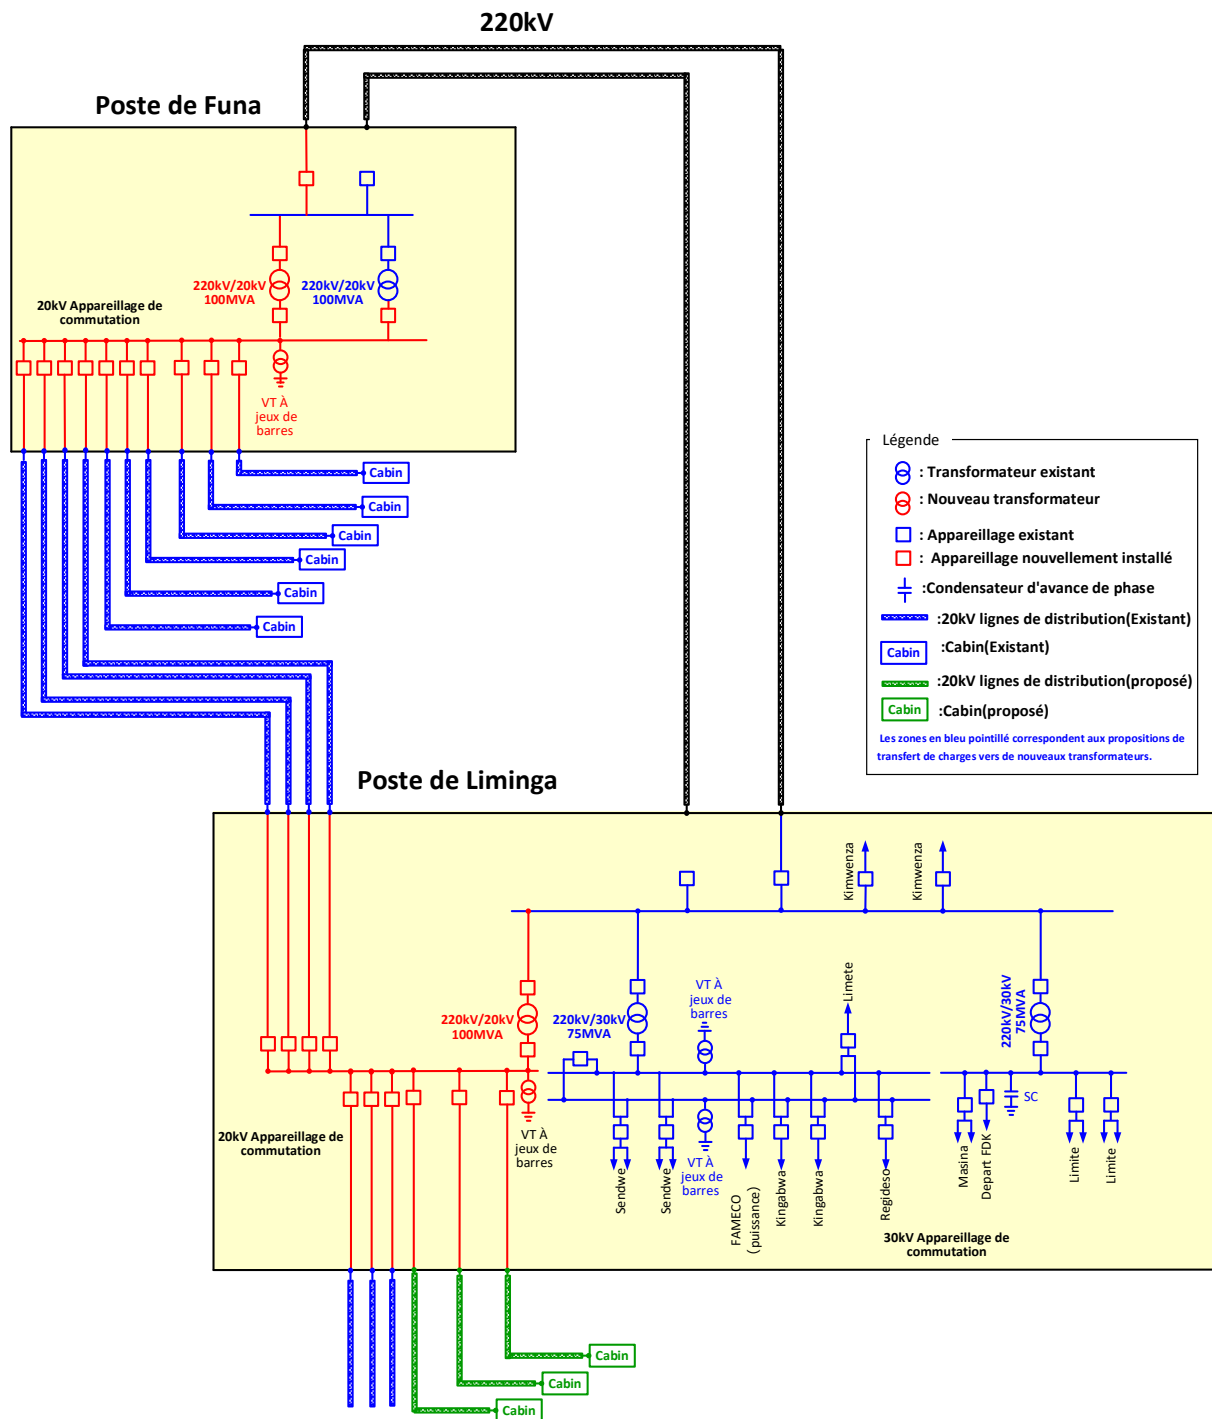 220kV
Poste de Funa
220kV/20kV
100MVA
220kV/20kV
100MVA
20kV Appareillage de
commutation
VT À
jeux de
barres
Cabin
Cabin
Cabin
Cabin
Cabin
Cabin
Légende
: Transformateur existant
: Nouveau transformateur
: Appareillage existant
: Appareillage nouvellement installé
:Condensateur d'avance de phase
:20kV lignes de distribution(Existant)
Cabin
:Cabin(Existant)
:20kV lignes de distribution(proposé)
Cabin
:Cabin(proposé)
Les zones en bleu pointillé correspondent aux propositions de
transfert de charges vers de nouveaux transformateurs.
Poste de Liminga
Kimwenza
Kimwenza
220kV/20kV
100MVA
220kV/30kV
75MVA
VT À
jeux de
barres
Limete
220kV/30kV
75MVA
SC
20kV Appareillage de
commutation
VT À
jeux de
barres
Sendwe
Sendwe
VT À
jeux de
barres
FAMECO
(puissance)
Kingabwa
Kingabwa
Regideso
Masina
Depart FDK
Limite
Limite
30kV Appareillage de
commutation
Cabin
Cabin
Cabin